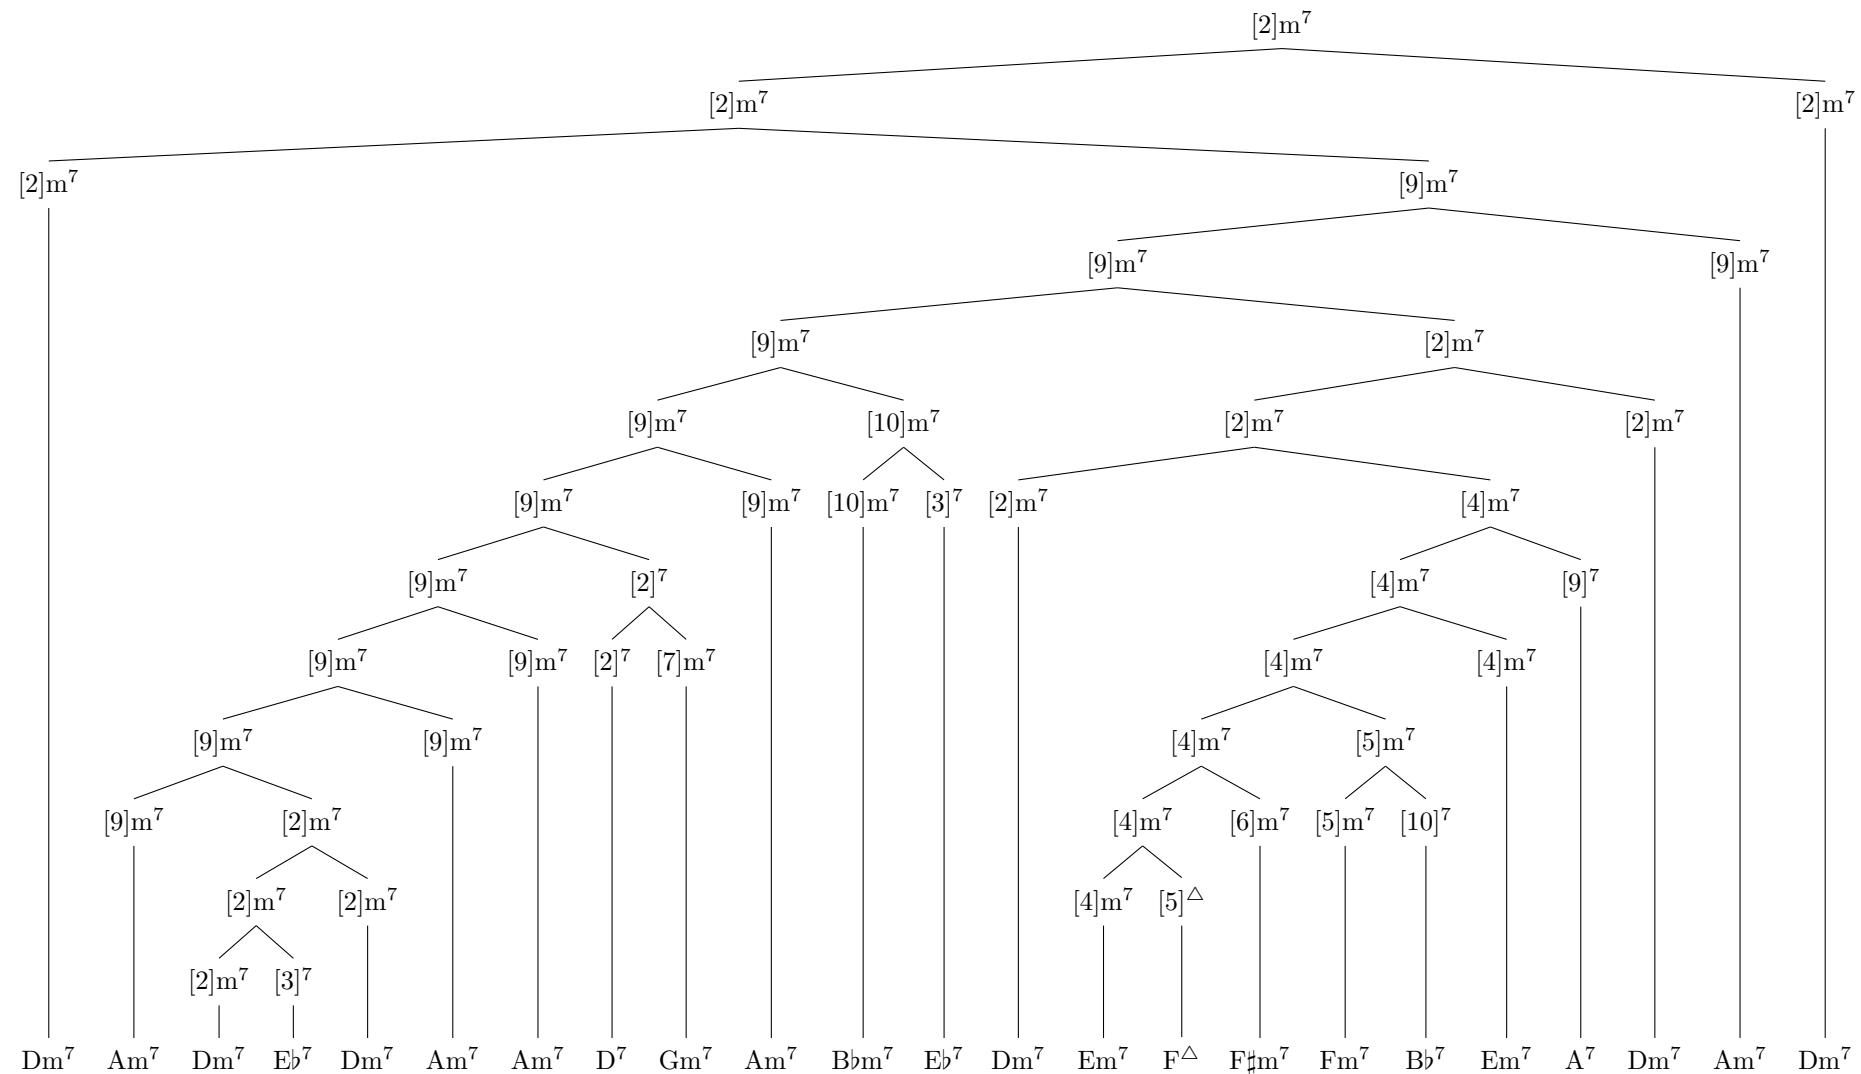 [2]m⁷
[2]m⁷ [2]m⁷
[2]m⁷ [9]m⁷
[9]m⁷ [9]m⁷
[9]m⁷ [2]m⁷
[9]m⁷ [10]m⁷ [2]m⁷ [2]m⁷
[9]m⁷ [9]m⁷ [10]m⁷ [3]⁷ [2]m⁷ [4]m⁷
[9]m⁷ [2]⁷ [4]m⁷ [9]⁷
[9]m⁷ [9]m⁷ [2]⁷ [7]m⁷ [4]m⁷ [4]m⁷
[9]m⁷ [9]m⁷ [4]m⁷ [5]m⁷
[9]m⁷ [2]m⁷ [4]m⁷ [6]m⁷ [5]m⁷ [10]⁷
[2]m⁷ [2]m⁷ [4]m⁷ [5]△
[2]m⁷ [3]⁷
Dm⁷ Am⁷ Dm⁷ E♭⁷ Dm⁷ Am⁷ Am⁷ D⁷ Gm⁷ Am⁷ B♭m⁷ E♭⁷ Dm⁷ Em⁷ F△ F♯m⁷ Fm⁷ B♭⁷ Em⁷ A⁷ Dm⁷ Am⁷ Dm⁷